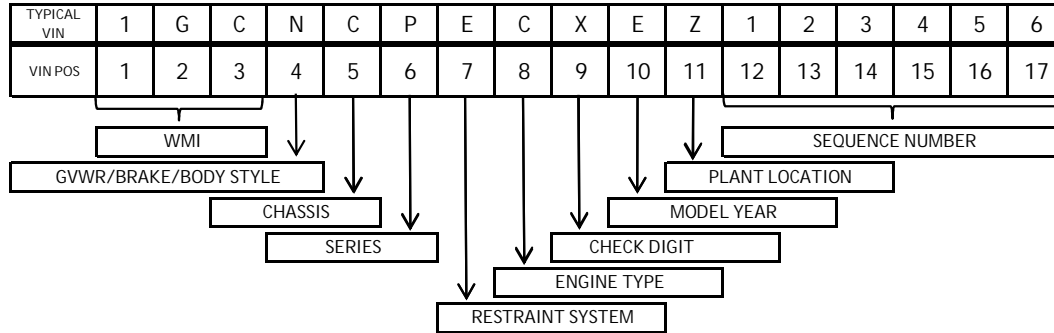 TYPICAL VIN 1 G C N C P E C X E Z 1 2 3 4 5 6
VIN POS 1 2 3 4 5 6 7 8 9 10 11 12 13 14 15 16 17
WMI SEQUENCE NUMBER
GVWR/BRAKE/BODY STYLE PLANT LOCATION
CHASSIS MODEL YEAR
SERIES CHECK DIGIT
ENGINE TYPE
RESTRAINT SYSTEM